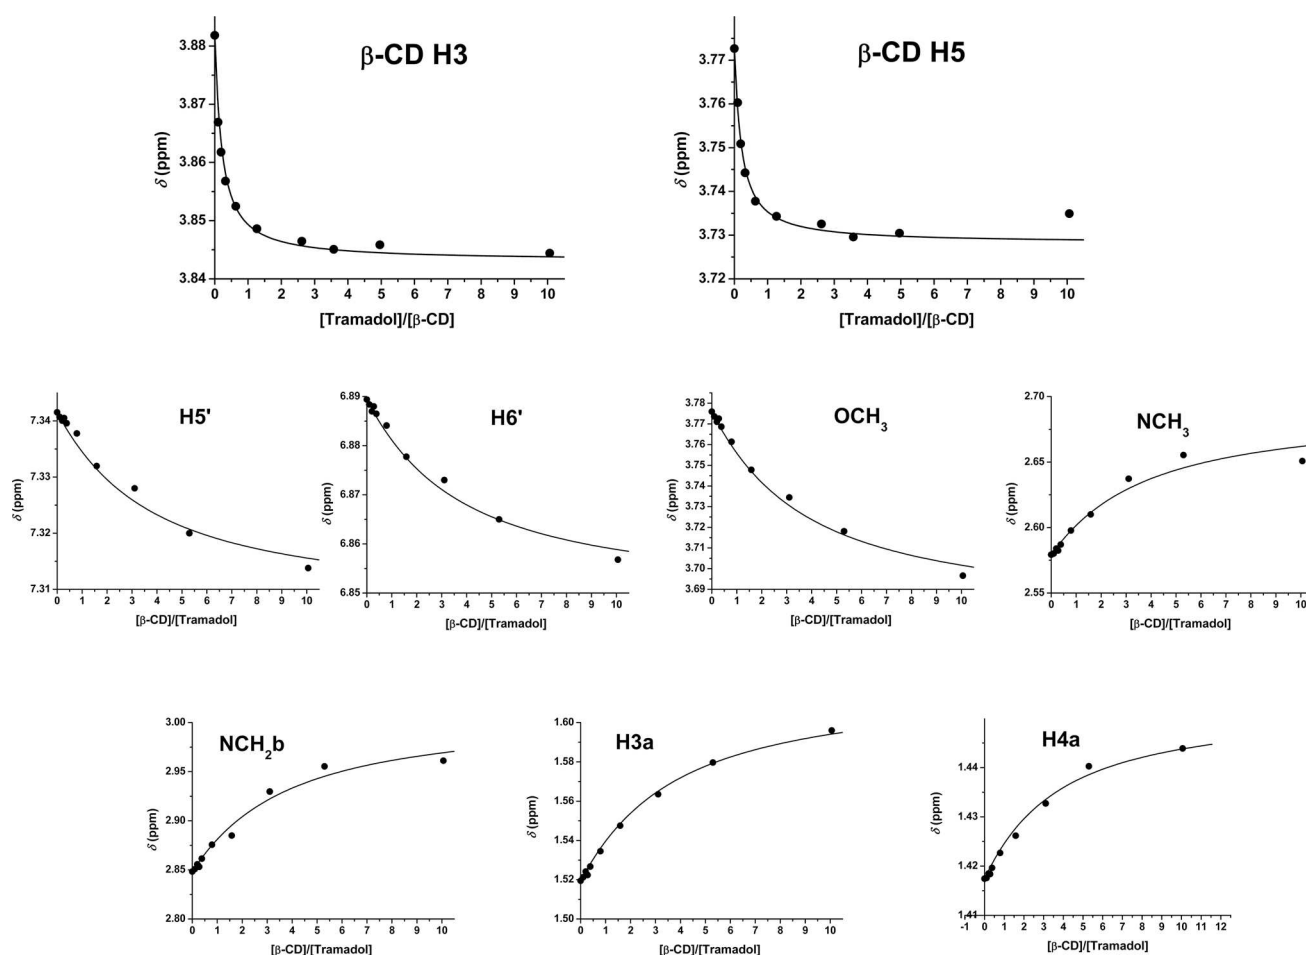 β-CD H3
3.88
3.87
3.86
3.85
3.84
δ (ppm)
0 1 2 3 4 5 6 7 8 9 10
[Tramadol]/[β-CD]
β-CD H5
3.77
3.76
3.75
3.74
3.73
3.72
δ (ppm)
0 1 2 3 4 5 6 7 8 9 10
[Tramadol]/[β-CD]
H5'
7.34
7.33
7.32
7.31
δ (ppm)
0 1 2 3 4 5 6 7 8 9 10
[β-CD]/[Tramadol]
H6'
6.89
6.88
6.87
6.86
6.85
δ (ppm)
0 1 2 3 4 5 6 7 8 9 10
[β-CD]/[Tramadol]
OCH3
3.78
3.77
3.76
3.75
3.74
3.73
3.72
3.71
3.70
3.69
δ (ppm)
0 1 2 3 4 5 6 7 8 9 10
[β-CD]/[Tramadol]
NCH3
2.70
2.65
2.60
2.55
δ (ppm)
0 1 2 3 4 5 6 7 8 9 10
[β-CD]/[Tramadol]
NCH2b
3.00
2.95
2.90
2.85
2.80
δ (ppm)
0 1 2 3 4 5 6 7 8 9 10
[β-CD]/[Tramadol]
H3a
1.60
1.58
1.56
1.54
1.52
1.50
δ (ppm)
0 1 2 3 4 5 6 7 8 9 10
[β-CD]/[Tramadol]
H4a
1.44
1.43
1.42
1.41
δ (ppm)
-1 0 1 2 3 4 5 6 7 8 9 10 11 12
[β-CD]/[Tramadol]